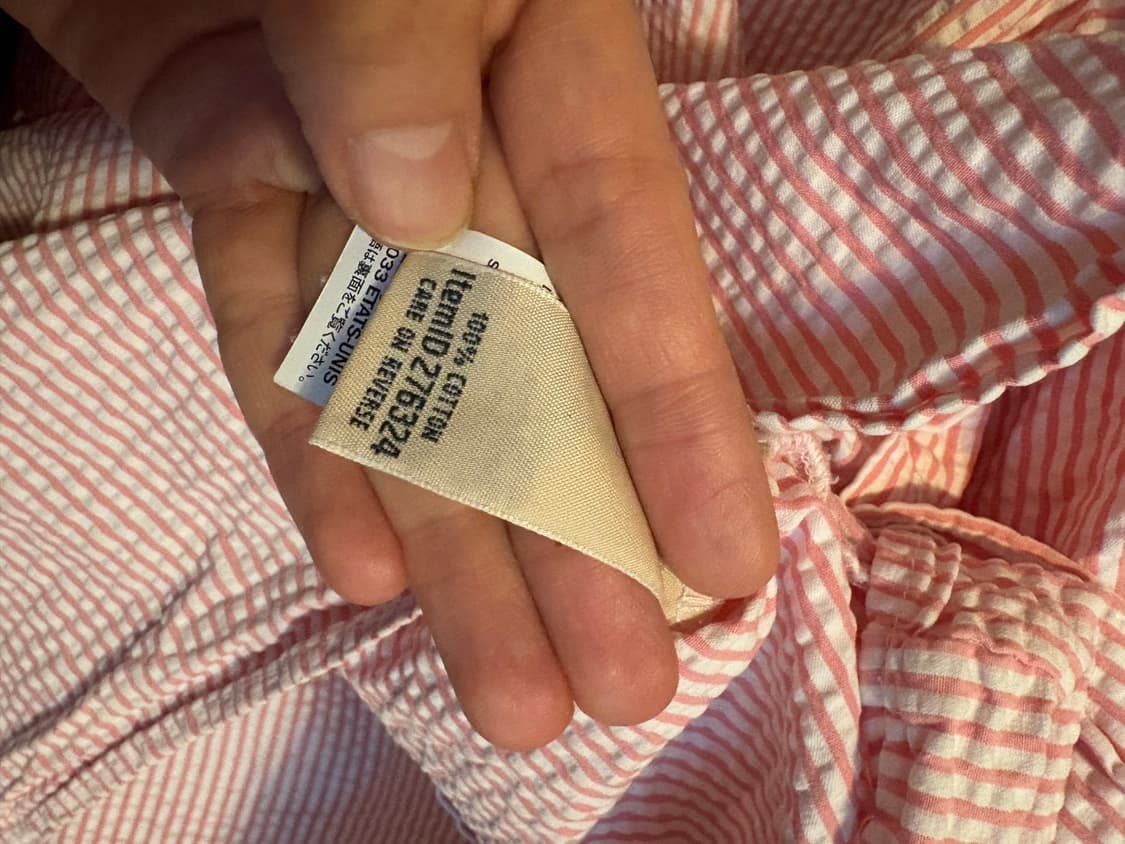 100% COTTON
ItemID 276324
CARE ON REVERSE
033 ETATS-UNIS
は裏面をご覧ください。